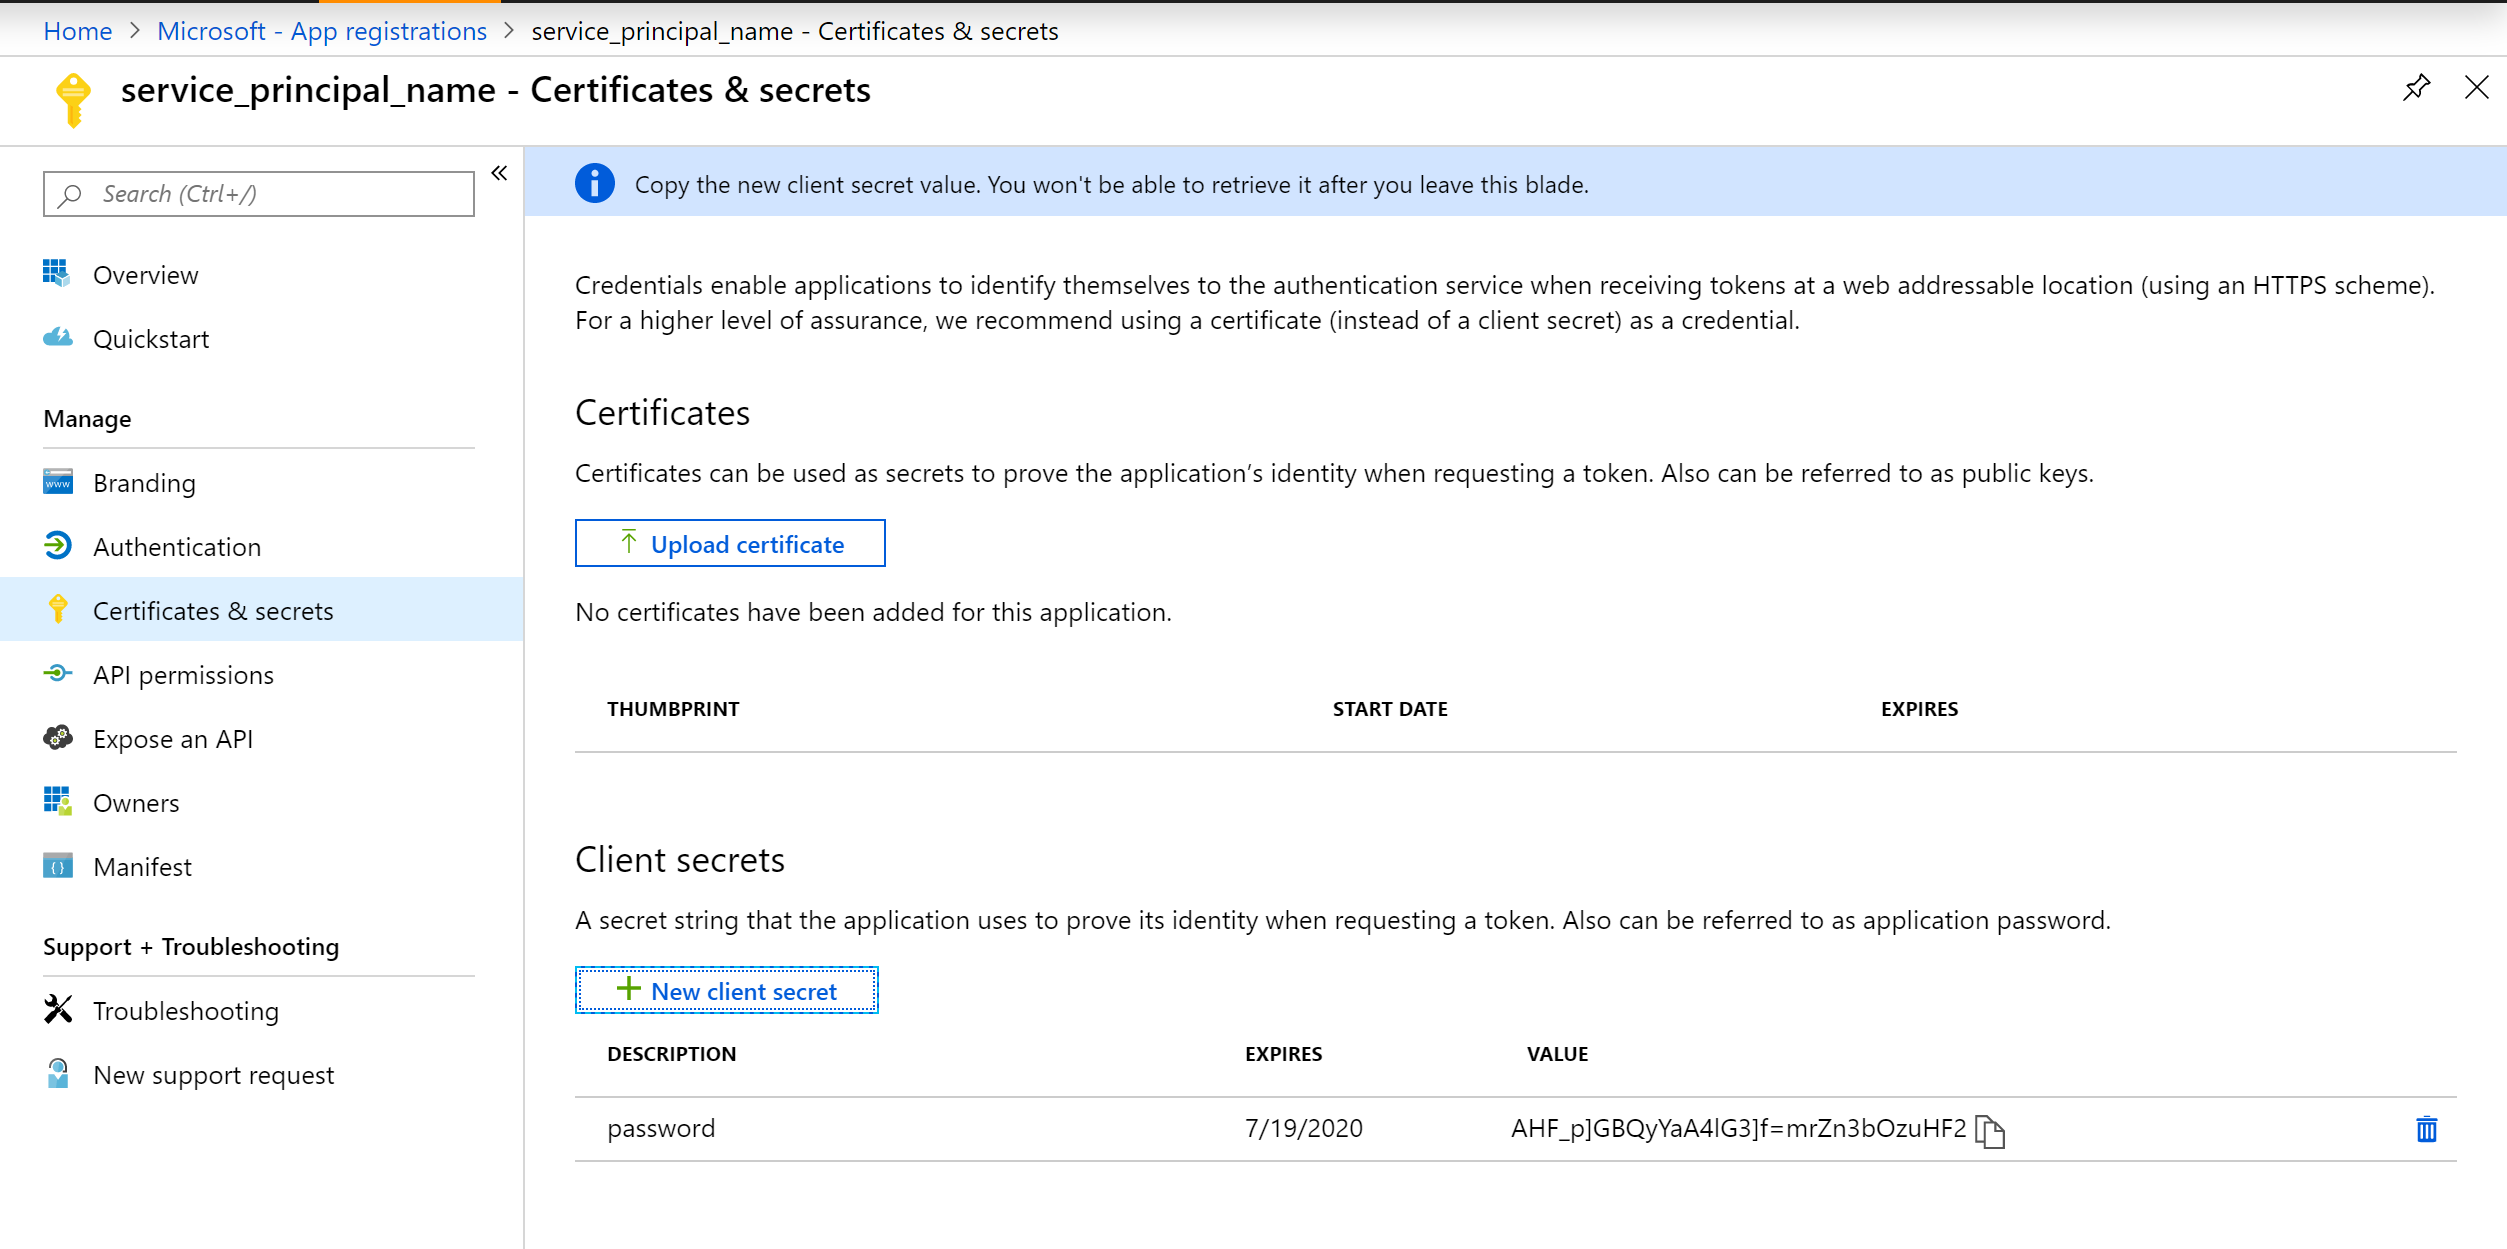 Home > Microsoft - App registrations > service_principal_name - Certificates & secrets
service_principal_name - Certificates & secrets
Search (Ctrl+/)
Overview
Quickstart
Manage
Branding
Authentication
Certificates & secrets
API permissions
Expose an API
Owners
Manifest
Support + Troubleshooting
Troubleshooting
New support request
Copy the new client secret value. You won't be able to retrieve it after you leave this blade.
Credentials enable applications to identify themselves to the authentication service when receiving tokens at a web addressable location (using an HTTPS scheme).
For a higher level of assurance, we recommend using a certificate (instead of a client secret) as a credential.
Certificates
Certificates can be used as secrets to prove the application’s identity when requesting a token. Also can be referred to as public keys.
Upload certificate
No certificates have been added for this application.
THUMBPRINT START DATE EXPIRES
Client secrets
A secret string that the application uses to prove its identity when requesting a token. Also can be referred to as application password.
New client secret
DESCRIPTION EXPIRES VALUE
password 7/19/2020 AHF_p]GBQyYaA4lG3]f=mrZn3bOzuHF2